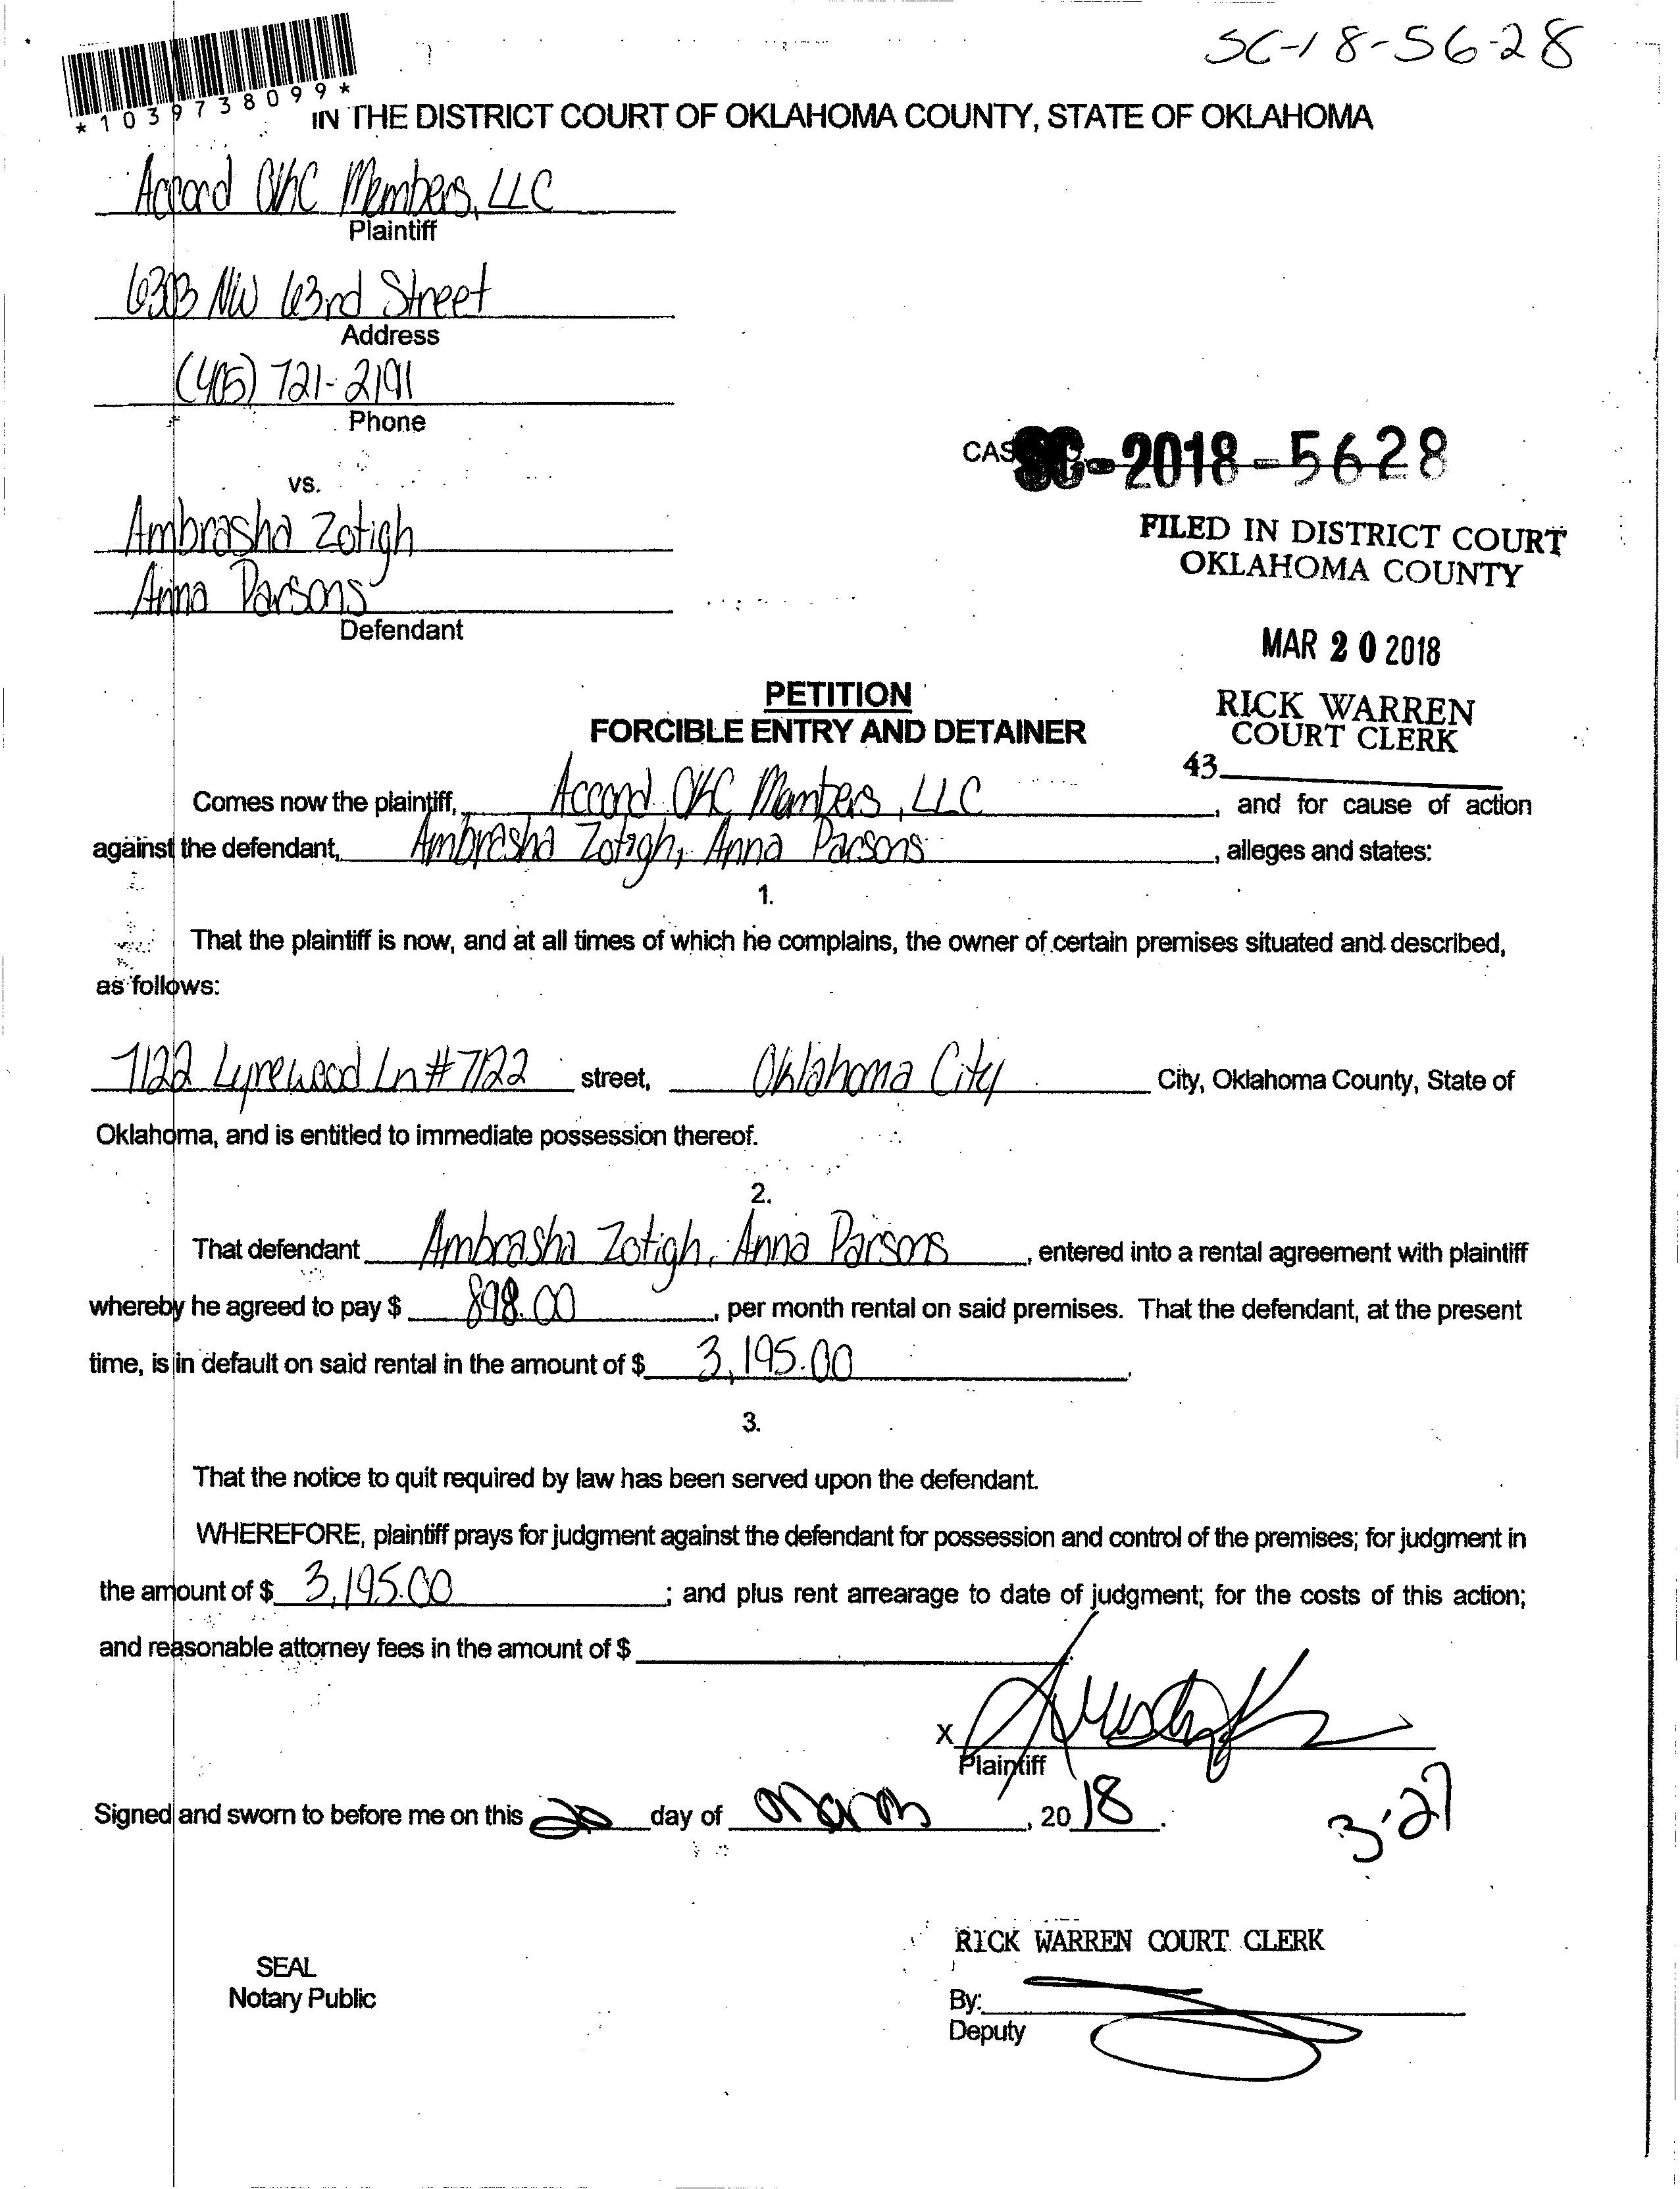 SC-18-5628
*1039738099*
IN THE DISTRICT COURT OF OKLAHOMA COUNTY, STATE OF OKLAHOMA
Accord OKC Members, LLC
Plaintiff
6303 NW 63rd Street
Address
(405) 721-2191
Phone
CAS
SC-2018-5628
vs.
Ambrasha Zotigh
Anna Parsons
Defendant
FILED IN DISTRICT COURT
OKLAHOMA COUNTY
MAR 20 2018
RICK WARREN
COURT CLERK
43
PETITION
FORCIBLE ENTRY AND DETAINER
Comes now the plaintiff, Accord OKC Members, LLC, and for cause of action
against the defendant, Ambrasha Zotigh, Anna Parsons, alleges and states:
1.
That the plaintiff is now, and at all times of which he complains, the owner of certain premises situated and described,
as follows:
7122 Lyrewood Ln #7122 street, Oklahoma City City, Oklahoma County, State of
Oklahoma, and is entitled to immediate possession thereof.
2.
That defendant Ambrasha Zotigh, Anna Parsons, entered into a rental agreement with plaintiff
whereby he agreed to pay $ 898.00, per month rental on said premises. That the defendant, at the present
time, is in default on said rental in the amount of $ 3,195.00.
3.
That the notice to quit required by law has been served upon the defendant.
WHEREFORE, plaintiff prays for judgment against the defendant for possession and control of the premises; for judgment in
the amount of $ 3,195.00; and plus rent arrearage to date of judgment; for the costs of this action;
and reasonable attorney fees in the amount of $
X
Plaintiff
Signed and sworn to before me on this 20 day of March, 2018.
3-27
RICK WARREN COURT CLERK
SEAL
Notary Public
By:
Deputy